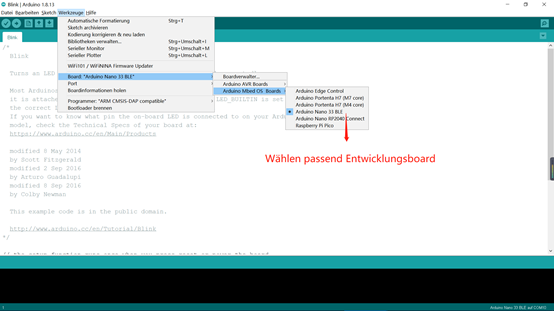 Blink | Arduino 1.8.13
Datei Bearbeiten Sketch Werkzeuge Hilfe
Automatische Formatierung Strg+T
Sketch archivieren
Kodierung korrigieren & neu laden
Bibliotheken verwalten... Strg+Umschalt+I
Serieller Monitor Strg+Umschalt+M
Serieller Plotter Strg+Umschalt+L
WiFi101 / WiFiNINA Firmware Updater
Board: "Arduino Nano 33 BLE"
Port
Boardinformationen holen
Programmer: "ARM CMSIS-DAP compatible"
Bootloader brennen
Boardverwalter...
Arduino AVR Boards
Arduino Mbed OS Boards
Arduino Edge Control
Arduino Portenta H7 (M7 core)
Arduino Portenta H7 (M4 core)
Arduino Nano 33 BLE
Arduino Nano RP2040 Connect
Raspberry Pi Pico
Wählen passend Entwicklungsboard
Blink
/*
Blink
Turns an LED
Most Arduinos
it is attache
LED_BUILTIN is set
the correct
If you want to know what pin the on-board LED is connected to on your Ard
model, check the Technical Specs of your board at:
https://www.arduino.cc/en/Main/Products
modified 8 May 2014
by Scott Fitzgerald
modified 2 Sep 2016
by Arturo Guadalupi
modified 8 Sep 2016
by Colby Newman
This example code is in the public domain.
http://www.arduino.cc/en/Tutorial/Blink
*/
1
Arduino Nano 33 BLE auf COM10